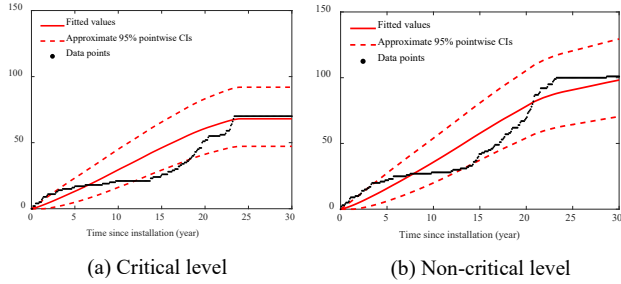 150
Fitted values
Approximate 95% pointwise CIs
Data points
100
50
0
0 5 10 15 20 25 30
Time since installation (year)
(a) Critical level
150
Fitted values
Approximate 95% pointwise CIs
Data points
100
50
0
0 5 10 15 20 25 30
Time since installation (year)
(b) Non-critical level